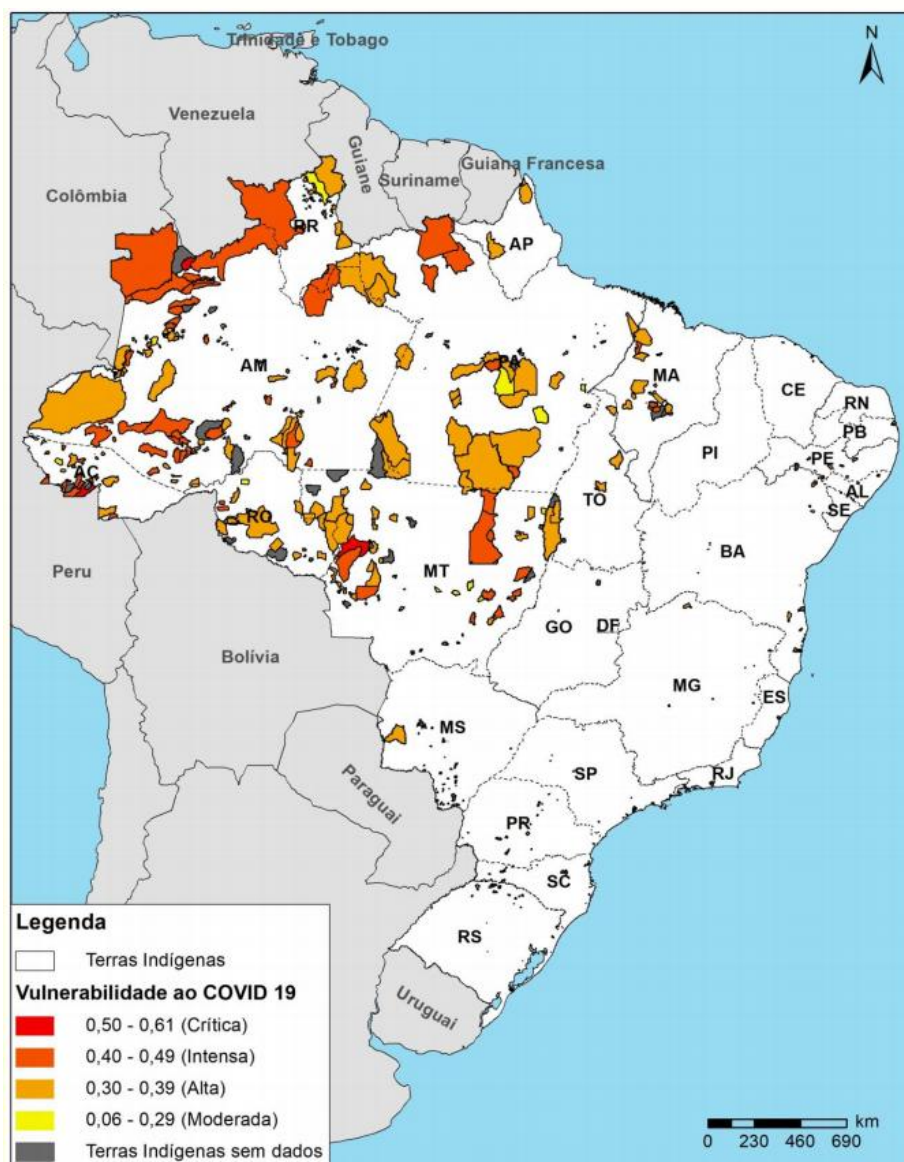 Trinidade e Tobago
N
Venezuela
Guiane
Suriname
Guiana Francesa
Colômbia
RR
AP
AM
PA
MA
CE
RN
PB
PE
AL
SE
PI
AC
RO
TO
BA
Peru
MT
GO
DF
Bolívia
MG
ES
MS
SP
RJ
Paraguai
PR
SC
RS
Uruguai
Legenda
Terras Indígenas
Vulnerabilidade ao COVID 19
0,50 - 0,61 (Crítica)
0,40 - 0,49 (Intensa)
0,30 - 0,39 (Alta)
0,06 - 0,29 (Moderada)
Terras Indígenas sem dados
km
0 230 460 690